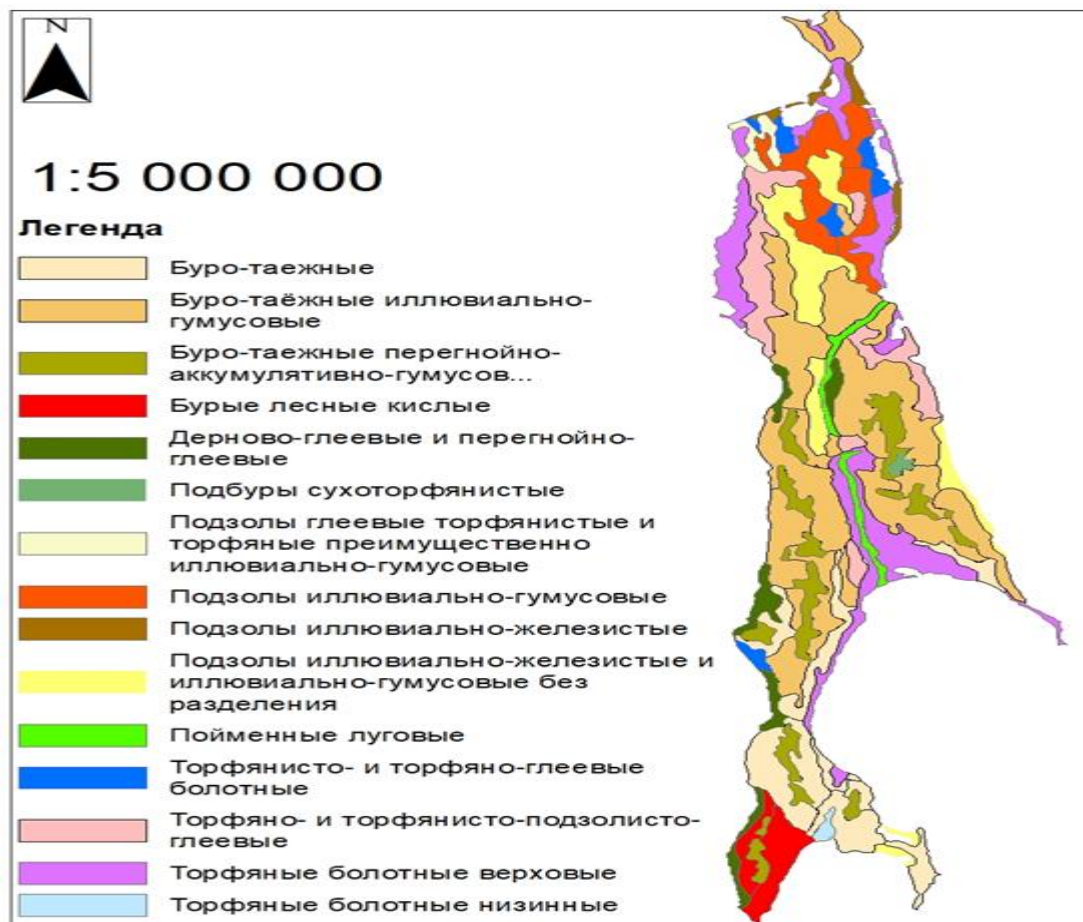 N
1:5 000 000
Легенда
Буро-таежные
Буро-таёжные иллювиально-
гумусовые
Буро-таежные перегнойно-
аккумулятивно-гумусов...
Бурые лесные кислые
Дерново-глеевые и перегнойно-
глеевые
Подбуры сухоторфянистые
Подзолы глеевые торфянистые и
торфяные преимущественно
иллювиально-гумусовые
Подзолы иллювиально-гумусовые
Подзолы иллювиально-железистые
Подзолы иллювиально-железистые и
иллювиально-гумусовые без
разделения
Пойменные луговые
Торфянисто- и торфяно-глеевые
болотные
Торфяно- и торфянисто-подзолисто-
глеевые
Торфяные болотные верховые
Торфяные болотные низинные